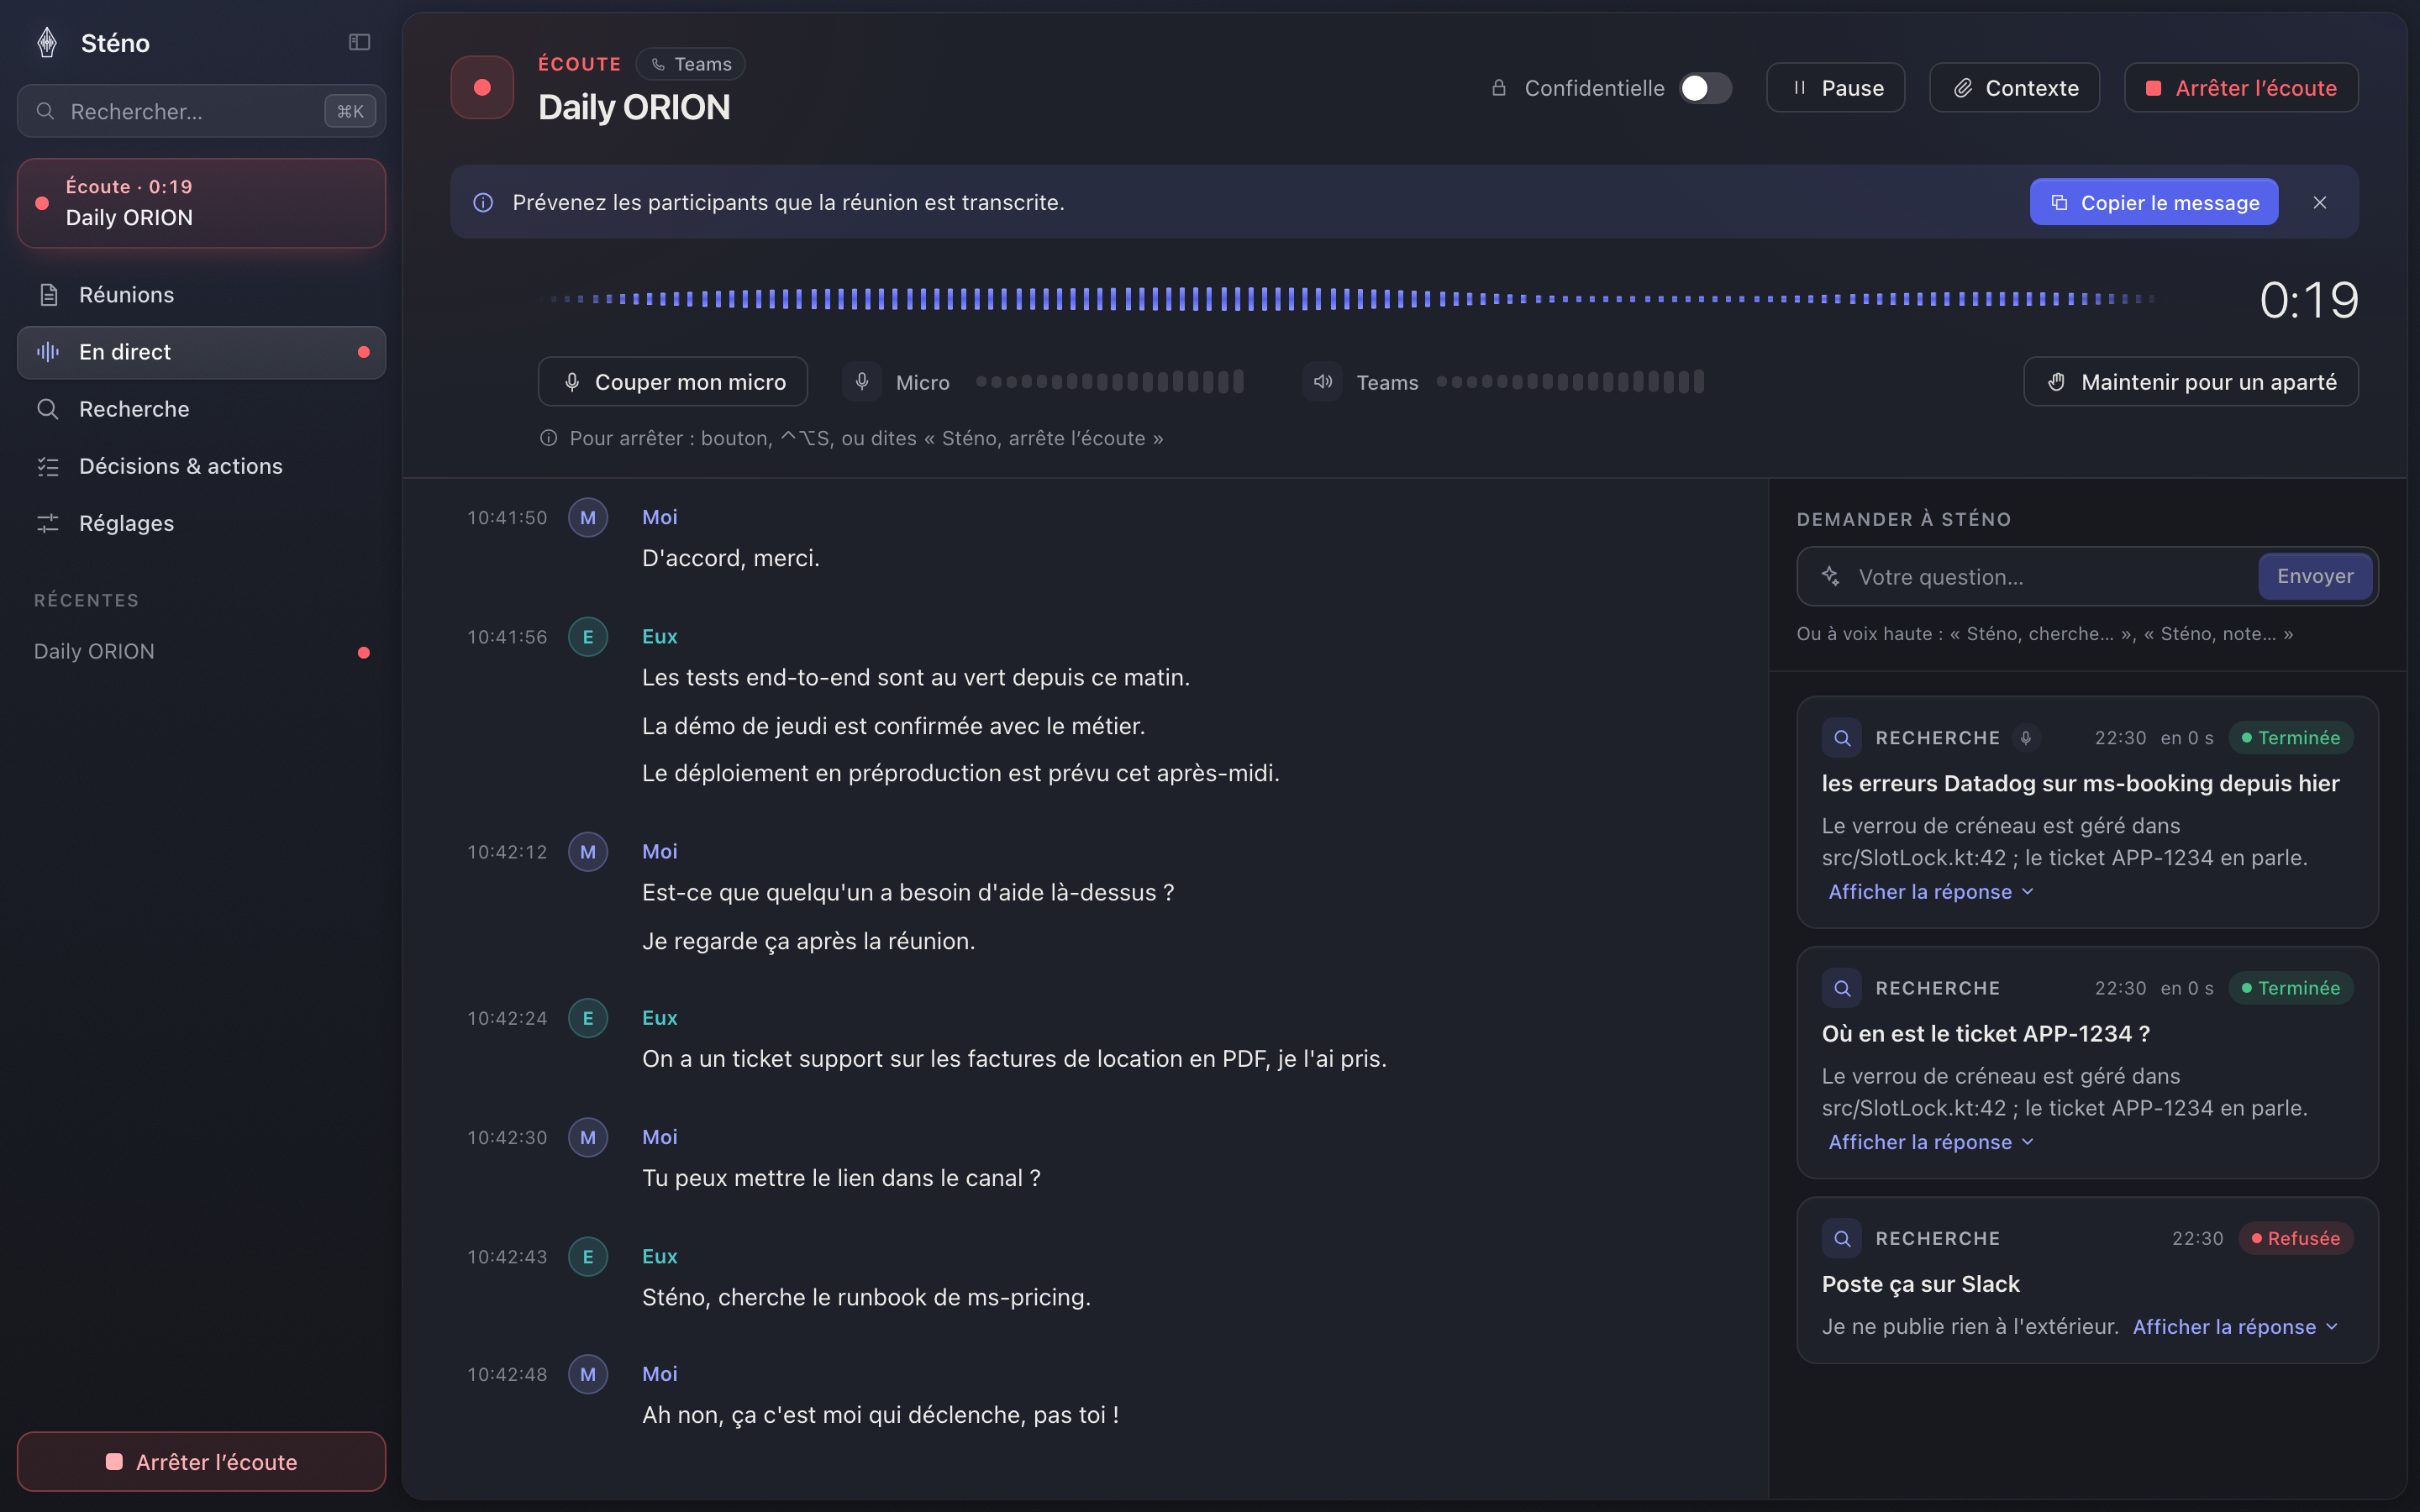 Sténo
Rechercher… ⌘K
Écoute · 0:19
Daily ORION
Réunions
En direct
Recherche
Décisions & actions
Réglages
RÉCENTES
Daily ORION
Arrêter l’écoute
ÉCOUTE Teams
Daily ORION
Confidentielle Pause Contexte Arrêter l’écoute
Prévenez les participants que la réunion est transcrite. Copier le message
0:19
Couper mon micro Micro Teams Maintenir pour un aparté
Pour arrêter : bouton, ⌃⌥S, ou dites « Sténo, arrête l’écoute »
10:41:50 M Moi
D'accord, merci.
10:41:56 E Eux
Les tests end-to-end sont au vert depuis ce matin.
La démo de jeudi est confirmée avec le métier.
Le déploiement en préproduction est prévu cet après-midi.
10:42:12 M Moi
Est-ce que quelqu'un a besoin d'aide là-dessus ?
Je regarde ça après la réunion.
10:42:24 E Eux
On a un ticket support sur les factures de location en PDF, je l'ai pris.
10:42:30 M Moi
Tu peux mettre le lien dans le canal ?
10:42:43 E Eux
Sténo, cherche le runbook de ms-pricing.
10:42:48 M Moi
Ah non, ça c'est moi qui déclenche, pas toi !
DEMANDER À STÉNO
Votre question… Envoyer
Ou à voix haute : « Sténo, cherche… », « Sténo, note… »
RECHERCHE 22:30 en 0 s Terminée
les erreurs Datadog sur ms-booking depuis hier
Le verrou de créneau est géré dans
src/SlotLock.kt:42 ; le ticket APP-1234 en parle.
Afficher la réponse
RECHERCHE 22:30 en 0 s Terminée
Où en est le ticket APP-1234 ?
Le verrou de créneau est géré dans
src/SlotLock.kt:42 ; le ticket APP-1234 en parle.
Afficher la réponse
RECHERCHE 22:30 Refusée
Poste ça sur Slack
Je ne publie rien à l'extérieur. Afficher la réponse